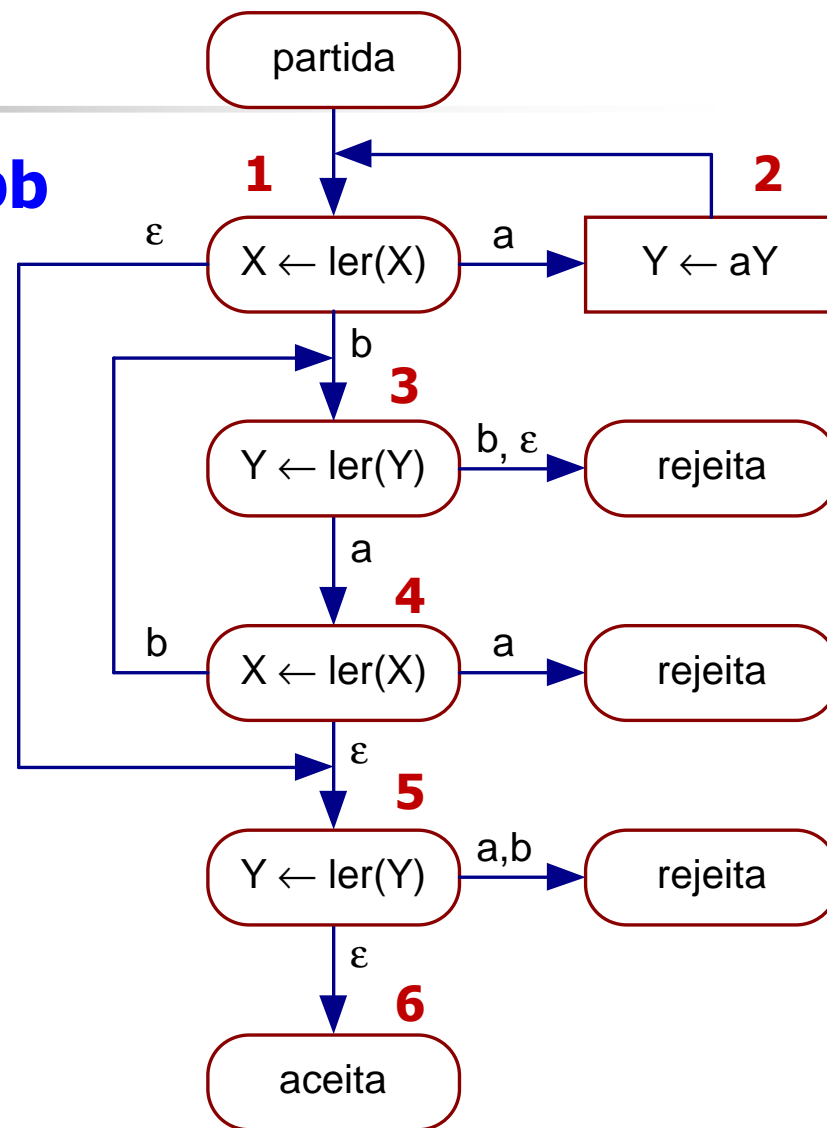 partida
1
2
ε
X ← ler(X)
a
Y ← aY
b
3
Y ← ler(Y)
b, ε
rejeita
a
4
b
X ← ler(X)
a
rejeita
ε
5
Y ← ler(Y)
a,b
rejeita
ε
6
aceita